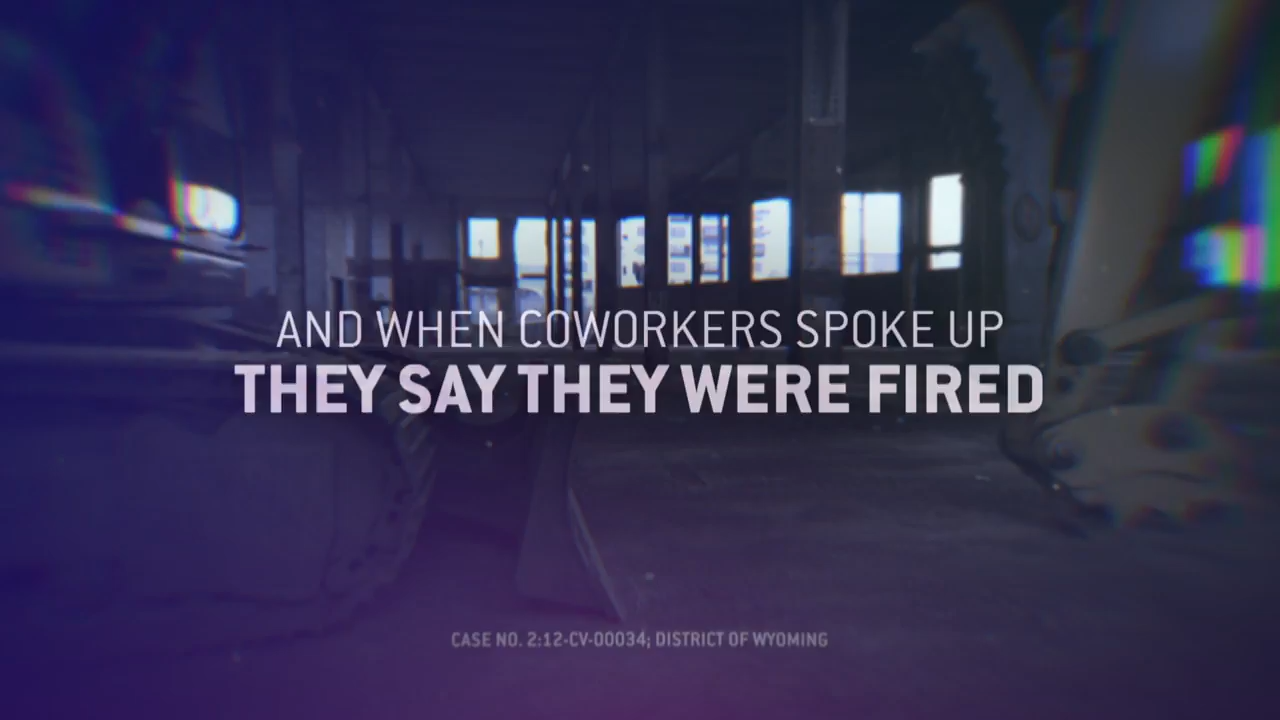 AND WHEN COWORKERS SPOKE UP
THEY SAY THEY WERE FIRED
CASE NO. 2:12-CV-00034; DISTRICT OF WYOMING